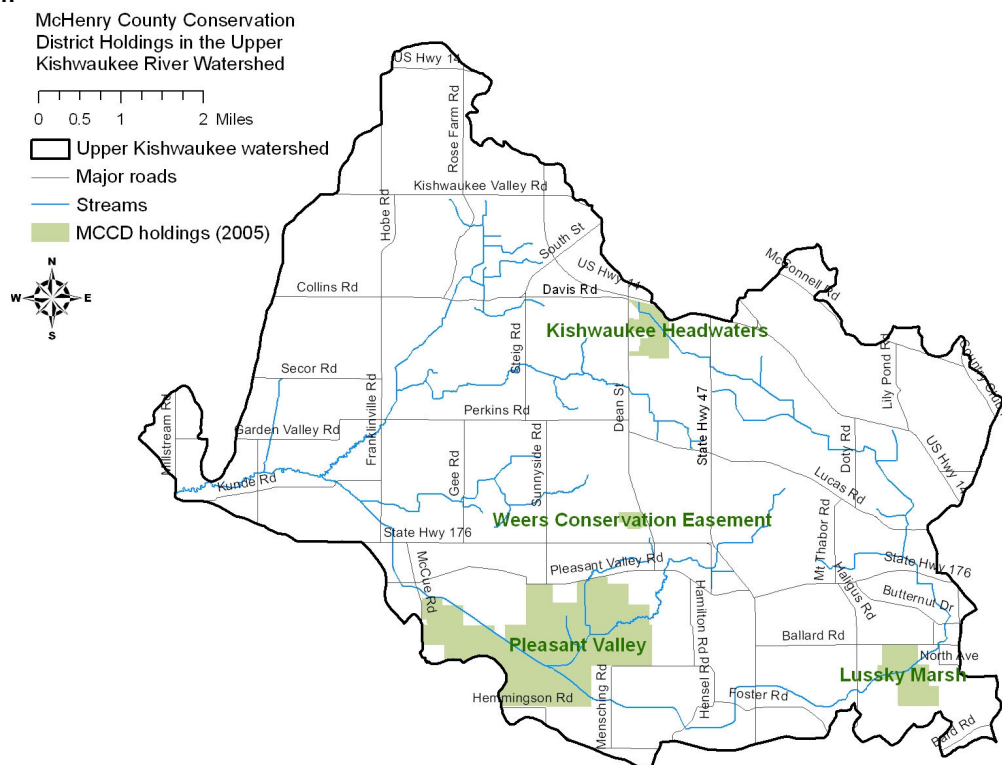 McHenry County Conservation
District Holdings in the Upper
Kishwaukee River Watershed
0 0.5 1 2 Miles
Upper Kishwaukee watershed
Major roads
Streams
MCCD holdings (2005)
N
W E
S
US Hwy 14
Rose Farm Rd
Kishwaukee Valley Rd
Hobe Rd
South St
US Hwy 14
McConnell Rd
Collins Rd
Davis Rd
Kishwaukee Headwaters
Steig Rd
Lily Pond Rd
Country Club
Secor Rd
Dean St
State Hwy 47
Millstream Rd
Franklinville Rd
Perkins Rd
Garden Valley Rd
Doty Rd
US Hwy 14
Gee Rd
Sunnyside Rd
Kunde Rd
Lucas Rd
Weers Conservation Easement
State Hwy 176
Mt Thabor Rd
State Hwy 176
McCue Rd
Pleasant Valley Rd
Haligus Rd
Butternut Dr
Hamilton Rd
Pleasant Valley
Ballard Rd
North Ave
Lussky Marsh
Hensel Rd
Hemmingson Rd
Mensching Rd
Foster Rd
Bard Rd